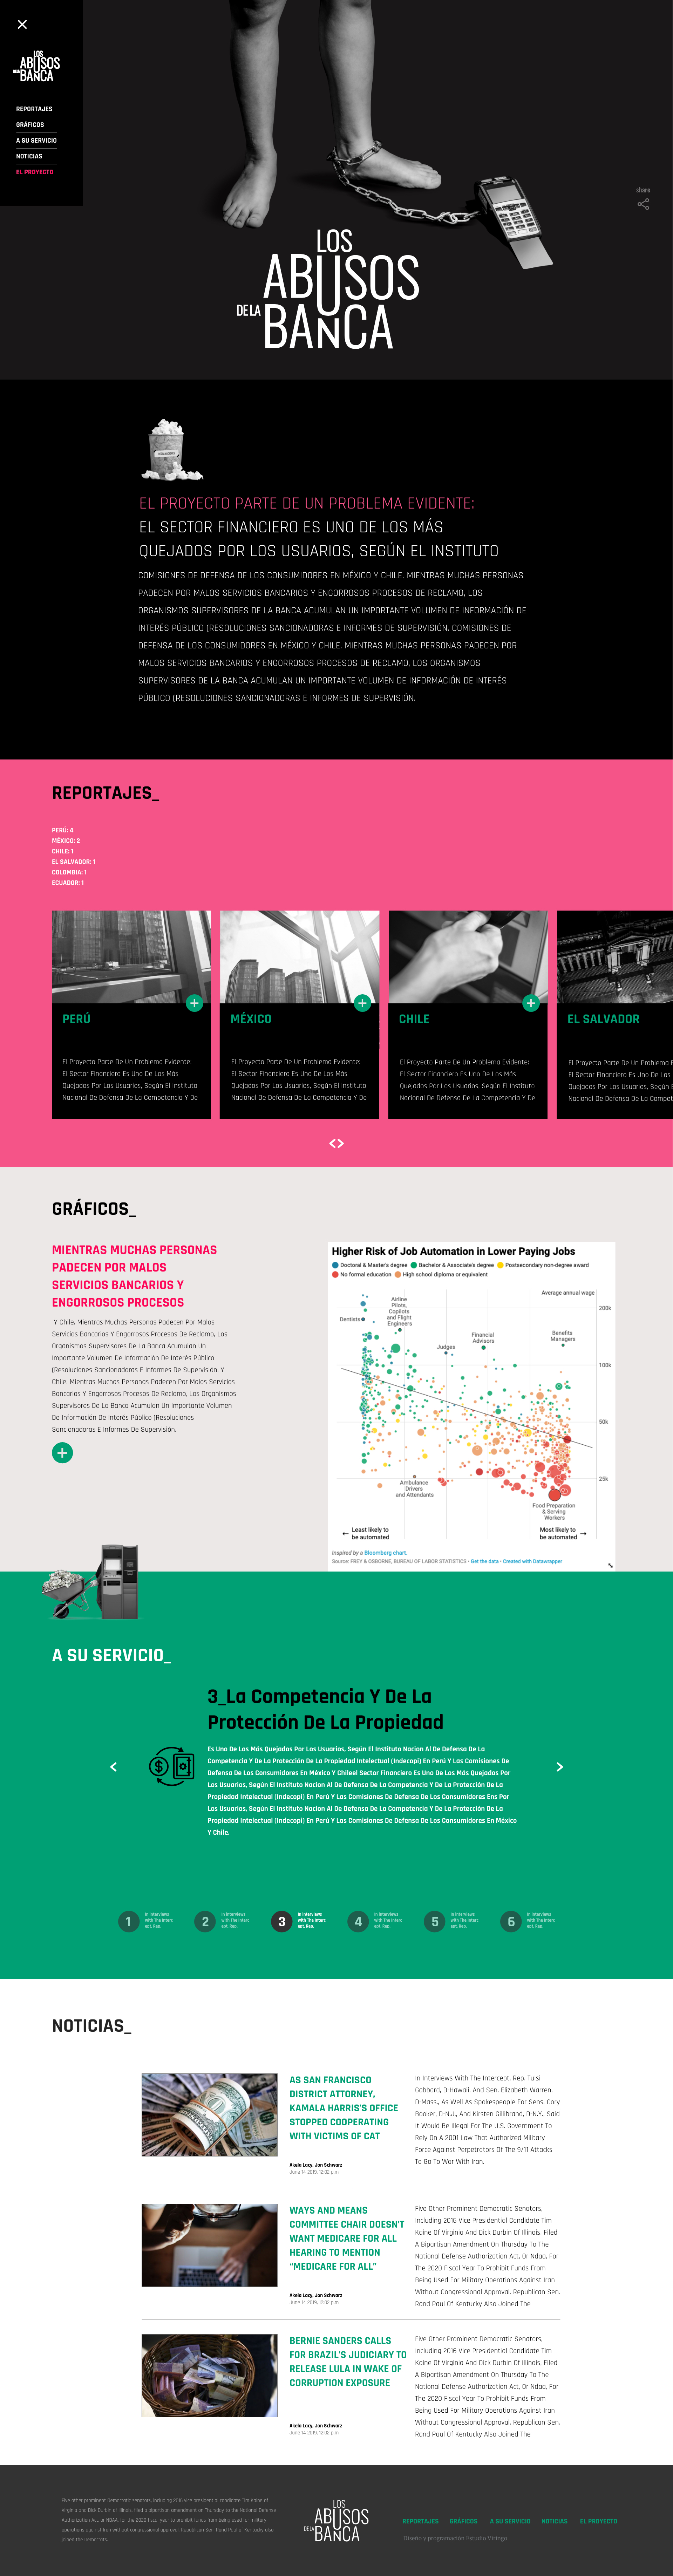 LOS
ABUSOS
DE LA
BANCA
REPORTAJES
GRÁFICOS
A SU SERVICIO
NOTICIAS
EL PROYECTO
share
LOS
ABUSOS
DE LA
BANCA
EL PROYECTO PARTE DE UN PROBLEMA EVIDENTE:
EL SECTOR FINANCIERO ES UNO DE LOS MÁS
QUEJADOS POR LOS USUARIOS, SEGÚN EL INSTITUTO
COMISIONES DE DEFENSA DE LOS CONSUMIDORES EN MÉXICO Y CHILE. MIENTRAS MUCHAS PERSONAS
PADECEN POR MALOS SERVICIOS BANCARIOS Y ENGORROSOS PROCESOS DE RECLAMO, LOS
ORGANISMOS SUPERVISORES DE LA BANCA ACUMULAN UN IMPORTANTE VOLUMEN DE INFORMACIÓN DE
INTERÉS PÚBLICO (RESOLUCIONES SANCIONADORAS E INFORMES DE SUPERVISIÓN. COMISIONES DE
DEFENSA DE LOS CONSUMIDORES EN MÉXICO Y CHILE. MIENTRAS MUCHAS PERSONAS PADECEN POR
MALOS SERVICIOS BANCARIOS Y ENGORROSOS PROCESOS DE RECLAMO, LOS ORGANISMOS
SUPERVISORES DE LA BANCA ACUMULAN UN IMPORTANTE VOLUMEN DE INFORMACIÓN DE INTERÉS
PÚBLICO (RESOLUCIONES SANCIONADORAS E INFORMES DE SUPERVISIÓN.
REPORTAJES_
PERÚ: 4
MÉXICO: 2
CHILE: 1
EL SALVADOR: 1
COLOMBIA: 1
ECUADOR: 1
PERÚ
El Proyecto Parte De Un Problema Evidente:
El Sector Financiero Es Uno De Los Más
Quejados Por Los Usuarios, Según El Instituto
Nacional De Defensa De La Competencia Y De
MÉXICO
El Proyecto Parte De Un Problema Evidente:
El Sector Financiero Es Uno De Los Más
Quejados Por Los Usuarios, Según El Instituto
Nacional De Defensa De La Competencia Y De
CHILE
El Proyecto Parte De Un Problema Evidente:
El Sector Financiero Es Uno De Los Más
Quejados Por Los Usuarios, Según El Instituto
Nacional De Defensa De La Competencia Y De
EL SALVADOR
El Proyecto Parte De Un Problema E
El Sector Financiero Es Uno De Los
Quejados Por Los Usuarios, Según E
Nacional De Defensa De La Compet
GRÁFICOS_
MIENTRAS MUCHAS PERSONAS
PADECEN POR MALOS
SERVICIOS BANCARIOS Y
ENGORROSOS PROCESOS
Y Chile. Mientras Muchas Personas Padecen Por Malos
Servicios Bancarios Y Engorrosos Procesos De Reclamo, Los
Organismos Supervisores De La Banca Acumulan Un
Importante Volumen De Información De Interés Público
(Resoluciones Sancionadoras E Informes De Supervisión. Y
Chile. Mientras Muchas Personas Padecen Por Malos Servicios
Bancarios Y Engorrosos Procesos De Reclamo, Los Organismos
Supervisores De La Banca Acumulan Un Importante Volumen
De Información De Interés Público (Resoluciones
Sancionadoras E Informes De Supervisión.
Higher Risk of Job Automation in Lower Paying Jobs
Doctoral & Master's degree Bachelor & Associate's degree Postsecondary non-degree award
No formal education High school diploma or equivalent
Average annual wage
Dentists
Airline
Pilots,
Copilots
and Flight
Engineers
Judges
Financial
Advisors
Benefits
Managers
200k
100k
50k
25k
Ambulance
Drivers
and Attendants
Food Preparation
& Serving
Workers
Least likely to
be automated
Most likely to
be automated
Inspired by a Bloomberg chart.
Source: FREY & OSBORNE, BUREAU OF LABOR STATISTICS • Get the data • Created with Datawrapper
A SU SERVICIO_
3_La Competencia Y De La
Protección De La Propiedad
Es Uno De Los Más Quejados Por Los Usuarios, Según El Instituto Nacion Al De Defensa De La
Competencia Y De La Protección De La Propiedad Intelectual (Indecopi) En Perú Y Las Comisiones De
Defensa De Los Consumidores En México Y Chileel Sector Financiero Es Uno De Los Más Quejados Por
Los Usuarios, Según El Instituto Nacion Al De Defensa De La Competencia Y De La Protección De La
Propiedad Intelectual (Indecopi) En Perú Y Las Comisiones De Defensa De Los Consumidores Ens Por
Los Usuarios, Según El Instituto Nacion Al De Defensa De La Competencia Y De La Protección De La
Propiedad Intelectual (Indecopi) En Perú Y Las Comisiones De Defensa De Los Consumidores En México
Y Chile.
1
In interviews
with The Interc
ept, Rep.
2
In interviews
with The Interc
ept, Rep.
3
In interviews
with The Interc
ept, Rep.
4
In interviews
with The Interc
ept, Rep.
5
In interviews
with The Interc
ept, Rep.
6
In interviews
with The Interc
ept, Rep.
NOTICIAS_
AS SAN FRANCISCO
DISTRICT ATTORNEY,
KAMALA HARRIS'S OFFICE
STOPPED COOPERATING
WITH VICTIMS OF CAT
Akela Lacy, Jon Schwarz
June 14 2019, 12:02 p.m
In Interviews With The Intercept, Rep. Tulsi
Gabbard, D-Hawaii, And Sen. Elizabeth Warren,
D-Mass., As Well As Spokespeople For Sens. Cory
Booker, D-N.J., And Kirsten Gillibrand, D-N.Y., Said
It Would Be Illegal For The U.S. Government To
Rely On A 2001 Law That Authorized Military
Force Against Perpetrators Of The 9/11 Attacks
To Go To War With Iran.
WAYS AND MEANS
COMMITTEE CHAIR DOESN'T
WANT MEDICARE FOR ALL
HEARING TO MENTION
“MEDICARE FOR ALL”
Akela Lacy, Jon Schwarz
June 14 2019, 12:02 p.m
Five Other Prominent Democratic Senators,
Including 2016 Vice Presidential Candidate Tim
Kaine Of Virginia And Dick Durbin Of Illinois, Filed
A Bipartisan Amendment On Thursday To The
National Defense Authorization Act, Or Ndaa, For
The 2020 Fiscal Year To Prohibit Funds From
Being Used For Military Operations Against Iran
Without Congressional Approval. Republican Sen.
Rand Paul Of Kentucky Also Joined The
BERNIE SANDERS CALLS
FOR BRAZIL'S JUDICIARY TO
RELEASE LULA IN WAKE OF
CORRUPTION EXPOSURE
Akela Lacy, Jon Schwarz
June 14 2019, 12:02 p.m
Five Other Prominent Democratic Senators,
Including 2016 Vice Presidential Candidate Tim
Kaine Of Virginia And Dick Durbin Of Illinois, Filed
A Bipartisan Amendment On Thursday To The
National Defense Authorization Act, Or Ndaa, For
The 2020 Fiscal Year To Prohibit Funds From
Being Used For Military Operations Against Iran
Without Congressional Approval. Republican Sen.
Rand Paul Of Kentucky Also Joined The
Five other prominent Democratic senators, including 2016 vice presidential candidate Tim Kaine of
Virginia and Dick Durbin of Illinois, filed a bipartisan amendment on Thursday to the National Defense
Authorization Act, or NDAA, for the 2020 fiscal year to prohibit funds from being used for military
operations against Iran without congressional approval. Republican Sen. Rand Paul of Kentucky also
joined the Democrats.
LOS
ABUSOS
DE LA
BANCA
REPORTAJES GRÁFICOS A SU SERVICIO NOTICIAS EL PROYECTO
Diseño y programación Estudio Viringo